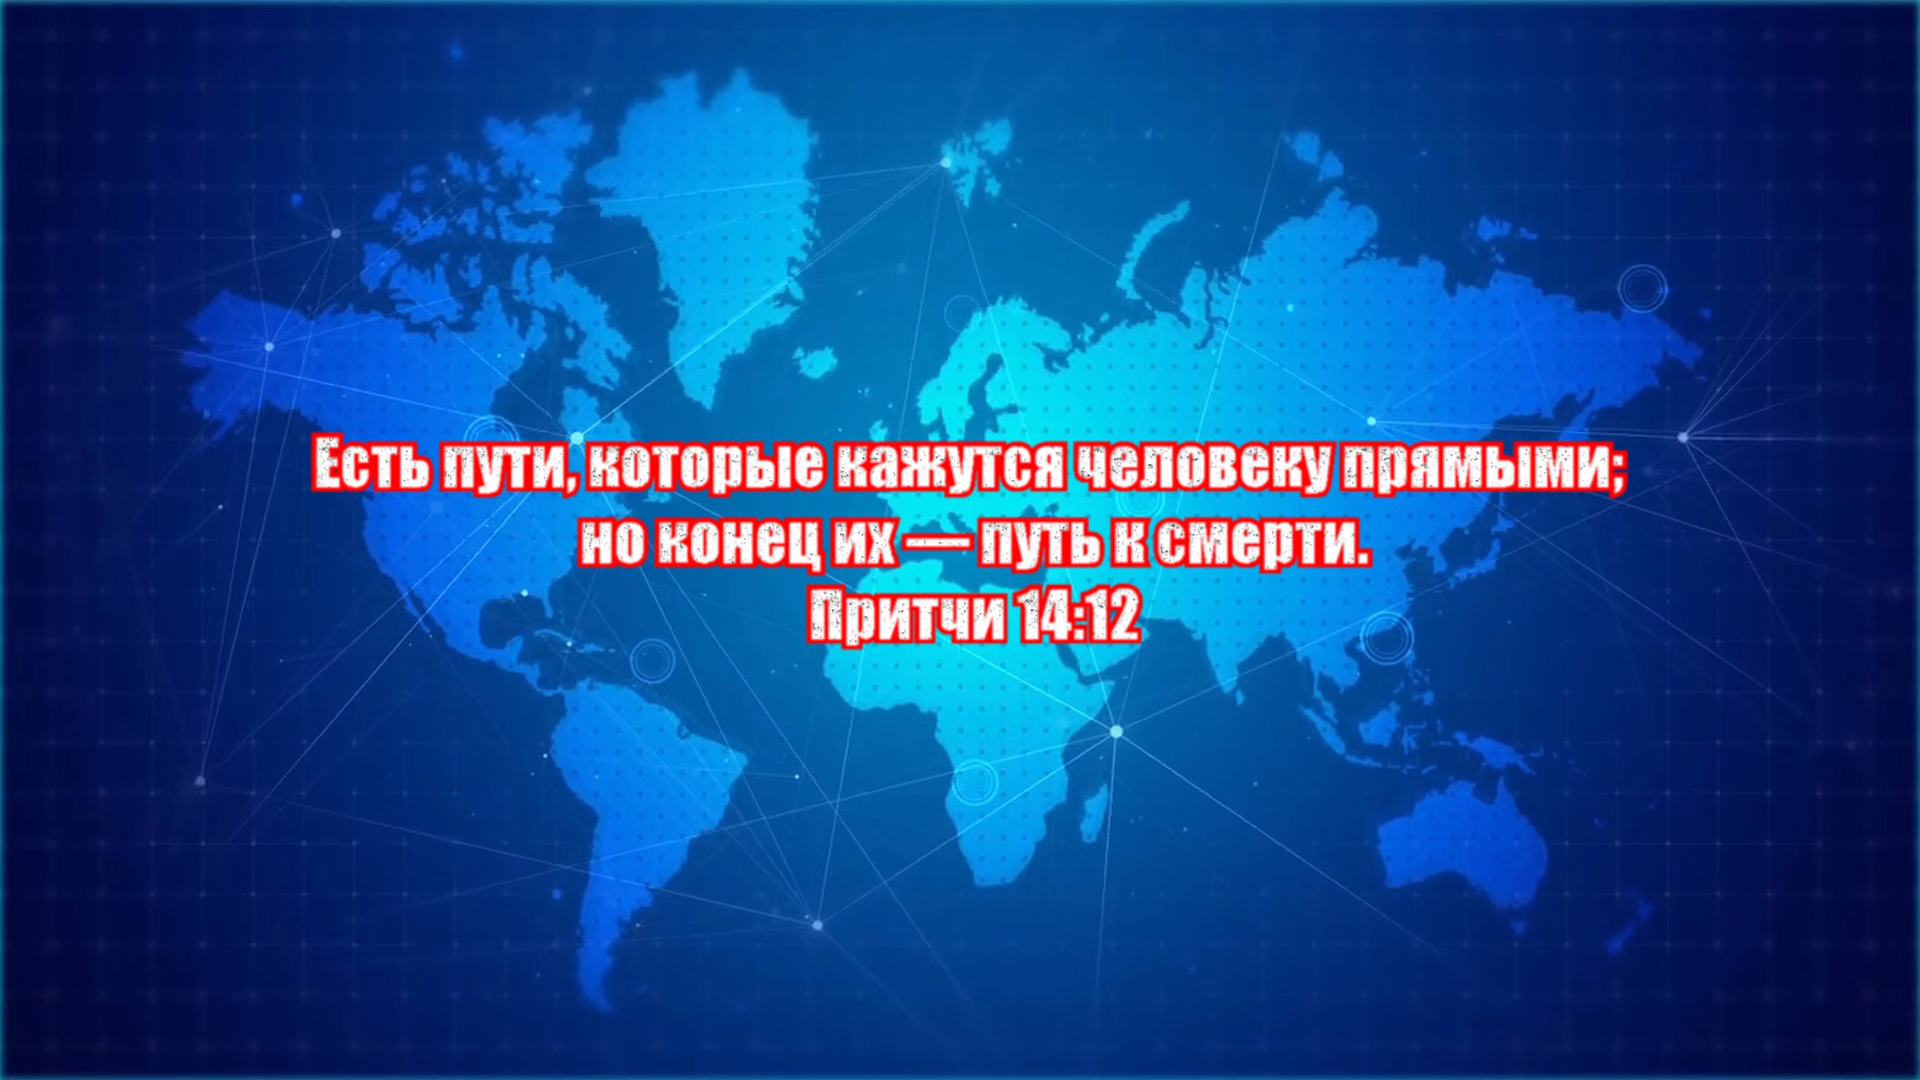 Есть пути, которые кажутся человеку прямыми;
но конец их — путь к смерти.
Притчи 14:12